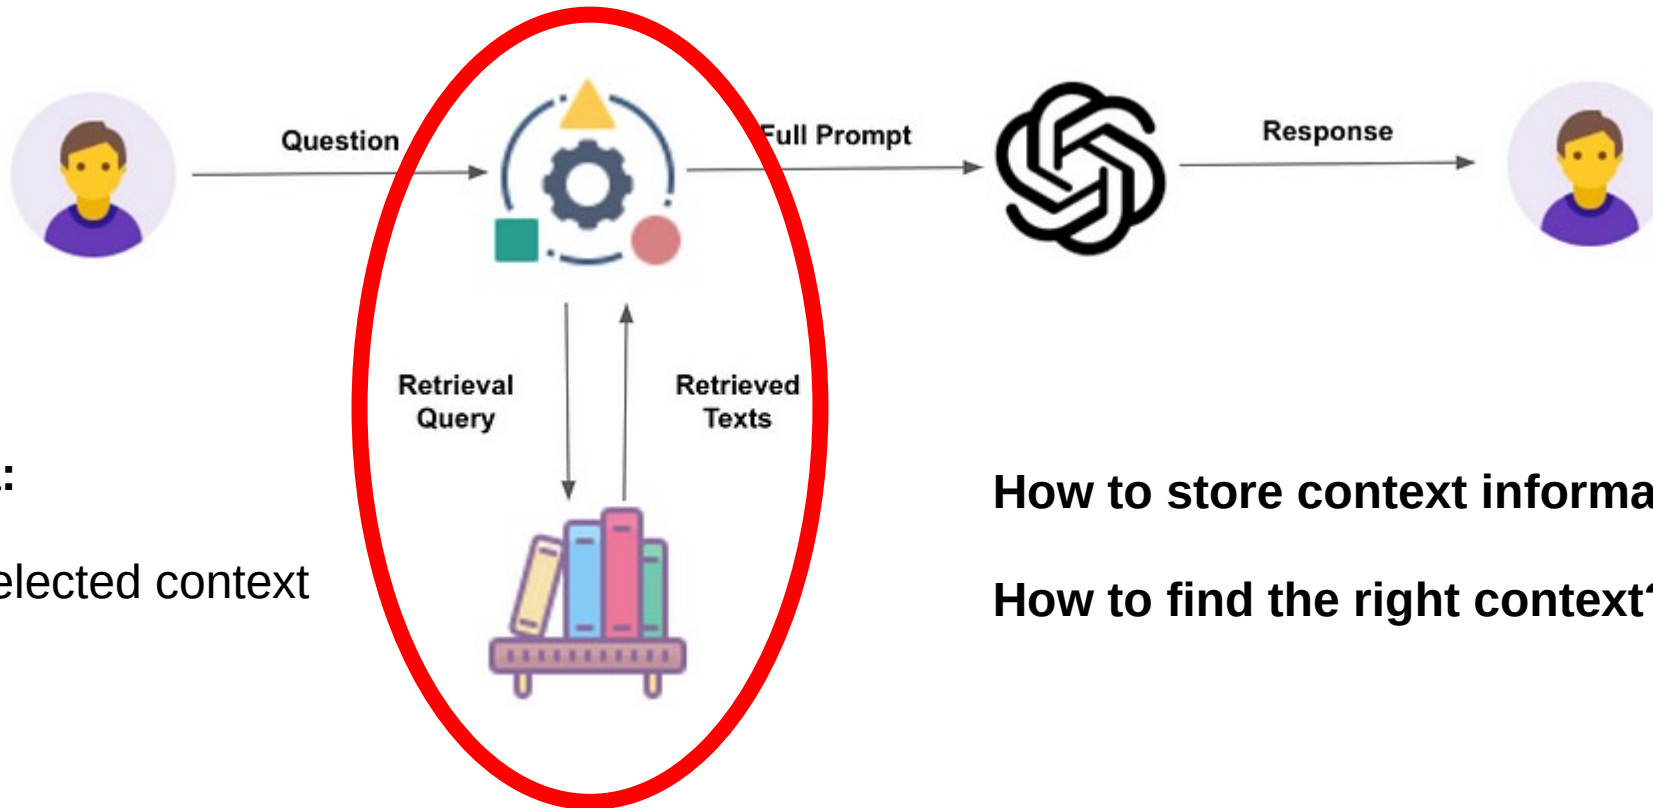 Question
Full Prompt
Response
Retrieval
Query
Retrieved
Texts
:
elected context
How to store context informa
How to find the right context?